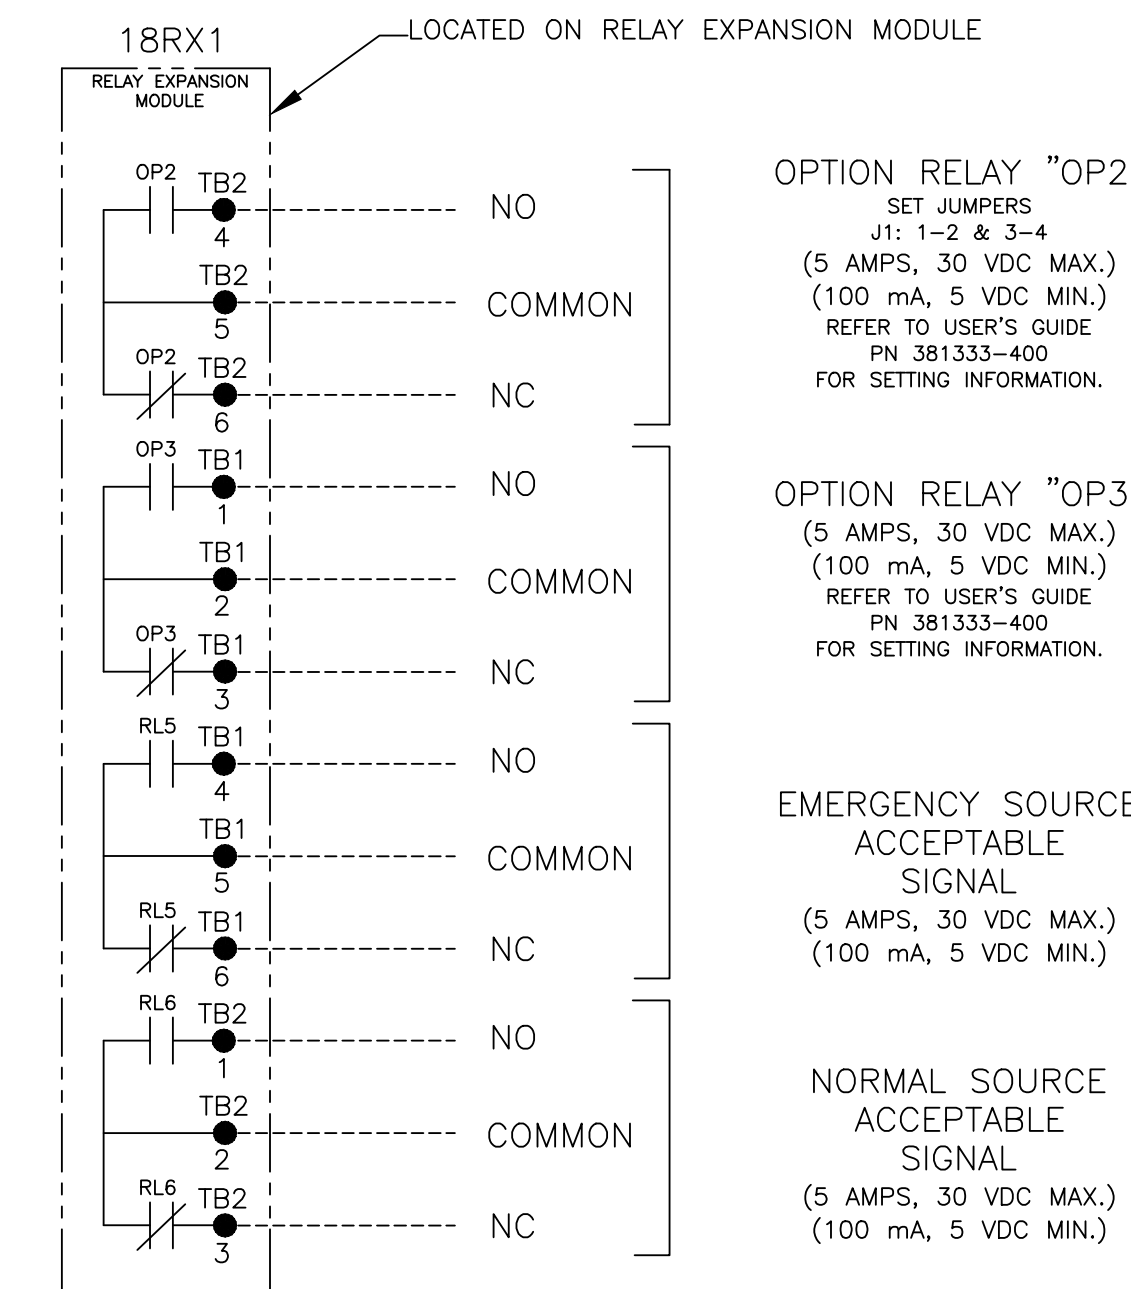 18RX1
LOCATED ON RELAY EXPANSION MODULE
RELAY EXPANSION
MODULE
OP2 TB2
4
NO
TB2
5
COMMON
OP2 TB2
6
NC
OPTION RELAY "OP2
SET JUMPERS
J1: 1-2 & 3-4
(5 AMPS, 30 VDC MAX.)
(100 mA, 5 VDC MIN.)
REFER TO USER'S GUIDE
PN 381333-400
FOR SETTING INFORMATION.
OP3 TB1
1
NO
TB1
2
COMMON
OP3 TB1
3
NC
OPTION RELAY "OP3
(5 AMPS, 30 VDC MAX.)
(100 mA, 5 VDC MIN.)
REFER TO USER'S GUIDE
PN 381333-400
FOR SETTING INFORMATION.
RL5 TB1
4
NO
TB1
5
COMMON
RL5 TB1
6
NC
EMERGENCY SOURCE
ACCEPTABLE
SIGNAL
(5 AMPS, 30 VDC MAX.)
(100 mA, 5 VDC MIN.)
RL6 TB2
1
NO
TB2
2
COMMON
RL6 TB2
3
NC
NORMAL SOURCE
ACCEPTABLE
SIGNAL
(5 AMPS, 30 VDC MAX.)
(100 mA, 5 VDC MIN.)